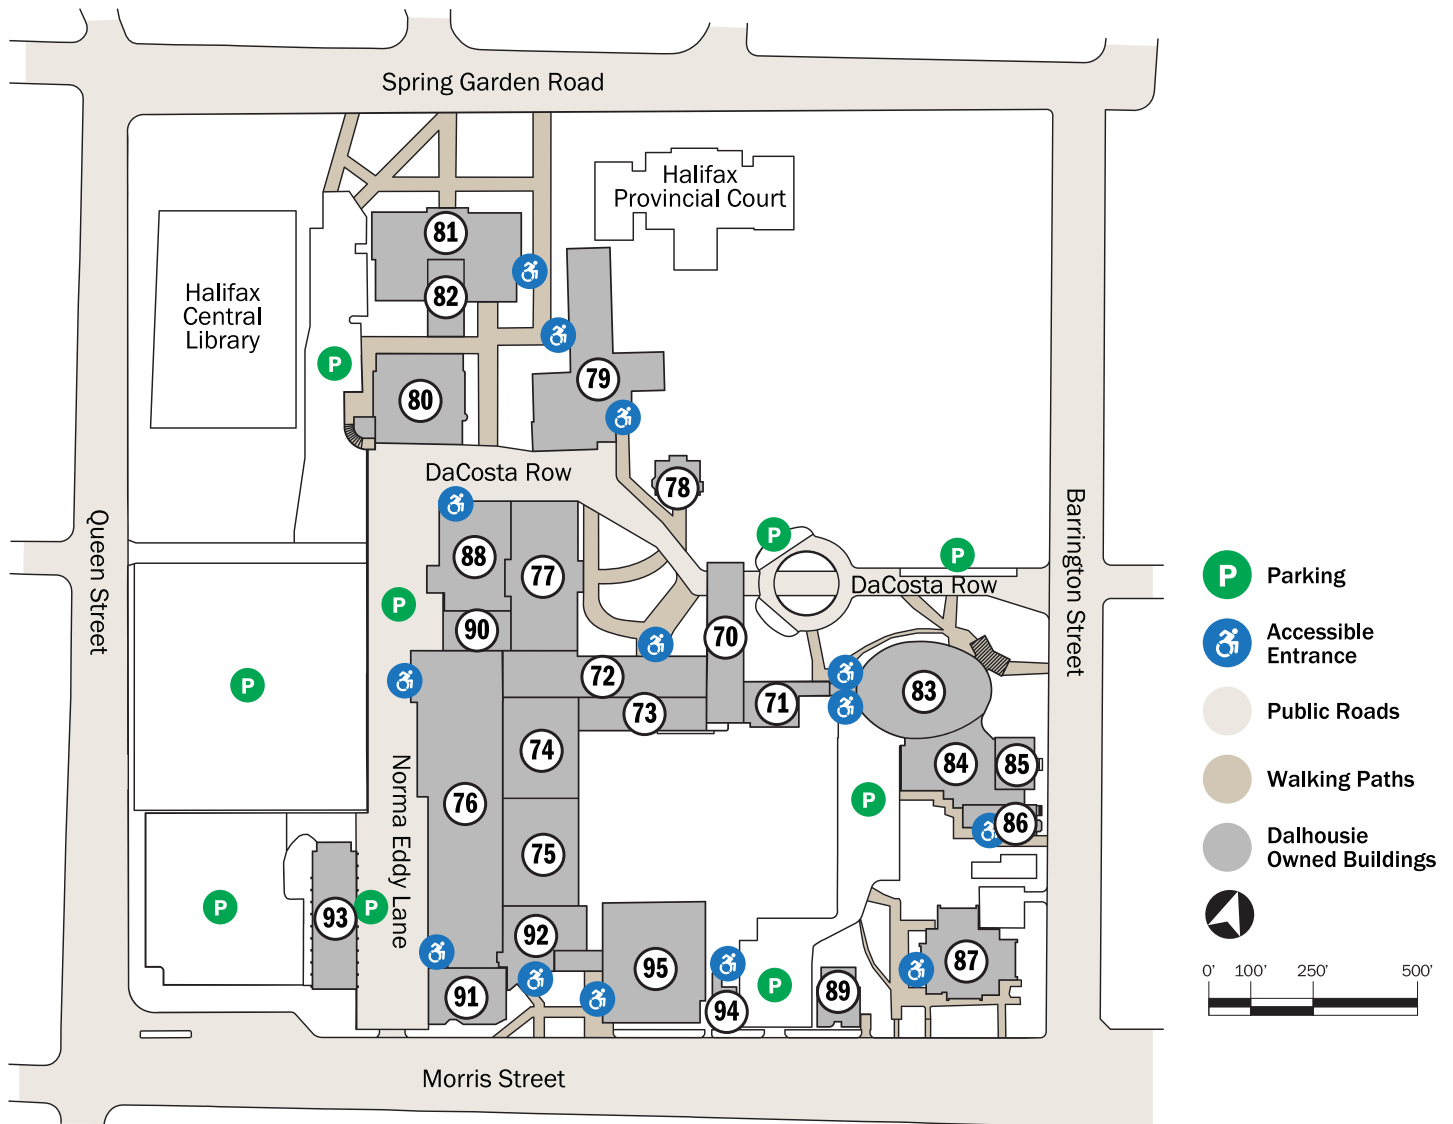 Spring Garden Road
Halifax
Provincial Court
81
82
Halifax
Central
Library
P
79
80
DaCosta Row
78
Queen Street
Barrington Street
P
P
88
77
DaCosta Row
P
90
70
72
P
71
73
83
74
84
85
Norma Eddy Lane
76
P
86
75
P
93
P
92
95
87
91
P
89
94
Morris Street
P
Parking
Accessible
Entrance
Public Roads
Walking Paths
Dalhousie
Owned Buildings
0'
100'
250'
500'